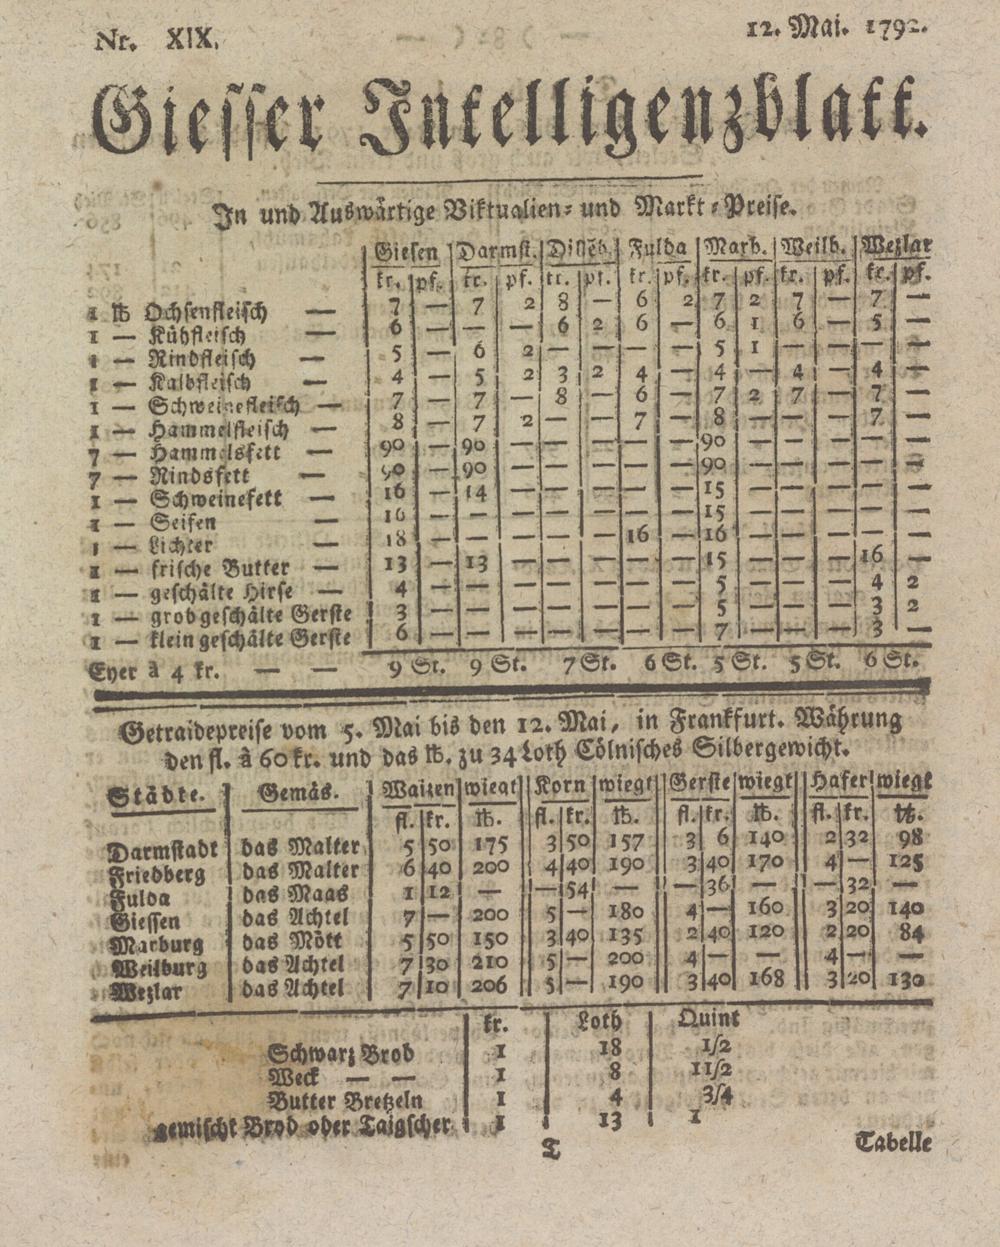 Nr. XIX. 12. Mai. 1792.
Giesser Intelligenzblatt.
In und Auswärtige Viktualien- und Markt-Preise.
Giesen Darmst. Fulda Marb. Weilb. Wezlar
kr. pf. kr. pf. kr. pf. kr. pf. kr. pf. kr. pf. kr. pf.
1 ℔ Ochsenfleisch — 7 — 7 2 8 — 6 2 7 2 7 — 7 —
1 — Kühfleisch — 6 — — — 6 2 6 — 6 1 6 — 5 —
1 — Rindfleisch — 5 — 6 2 — — — — 5 1 — — — —
1 — Kalbfleisch — 4 — 5 2 3 2 4 — 4 — 4 — 4 —
1 — Schweinefleisch — 7 — 7 — 8 — 6 — 7 2 7 — 7 —
1 — Hammelfleisch — 8 — 7 2 — — 7 — 8 — — — 7 —
7 — Hammelsfett — 90 — 90 — — — — — 90 — — — — —
7 — Rindsfett — 90 — 90 — — — — — 90 — — — — —
1 — Schweinefett — 16 — 14 — — — — — 15 — — — — —
1 — Seifen — 16 — — — — — — — 15 — — — — —
1 — Lichter — 18 — — — — — 16 — 16 — — — — —
1 — frische Butter — 13 — 13 — — — — — 15 — — — 16 —
1 — geschälte Hirse — 4 — — — — — — — 5 — — — 4 2
1 — grobgeschälte Gerste 3 — — — — — — — 5 — — — 3 2
1 — klein geschälte Gerste 6 — — — — — — — 7 — — — 3 —
Eyer à 4 kr. — — 9 St. 9 St. 7 St. 6 St. 5 St. 5 St. 6 St.
Getraidepreise vom 5. Mai bis den 12. Mai, in Frankfurt. Währung
den fl. à 60 kr. und das ℔. zu 34 Loth Cölnisches Silbergewicht.
Städte. Gemäs. Waitzen wiegt Korn wiegt Gerste wiegt Hafer wiegt
fl. kr. ℔. fl. kr. ℔. fl. kr. ℔. fl. kr. ℔.
Darmstadt das Malter 5 50 175 3 50 157 3 6 140 2 32 98
Friedberg das Malter 6 40 200 4 40 190 3 40 170 4 — 125
Fulda das Maas 1 12 — — 54 — — 36 — — 32 —
Giessen das Achtel 7 — 200 5 — 180 4 — 160 3 20 140
Marburg das Mött 5 50 150 3 40 135 2 40 120 2 20 84
Weilburg das Achtel 7 30 210 5 — 200 4 — — 4 — —
Wezlar das Achtel 7 10 206 5 — 190 3 40 168 3 20 130
kr. Loth Quint
Schwarz Brod 1 18 1/2
Weck — — 1 8 11/2
Butter Bretzeln 1 4 3/4
gemischt Brod oder Taigscher 1 13 1
T Tabelle